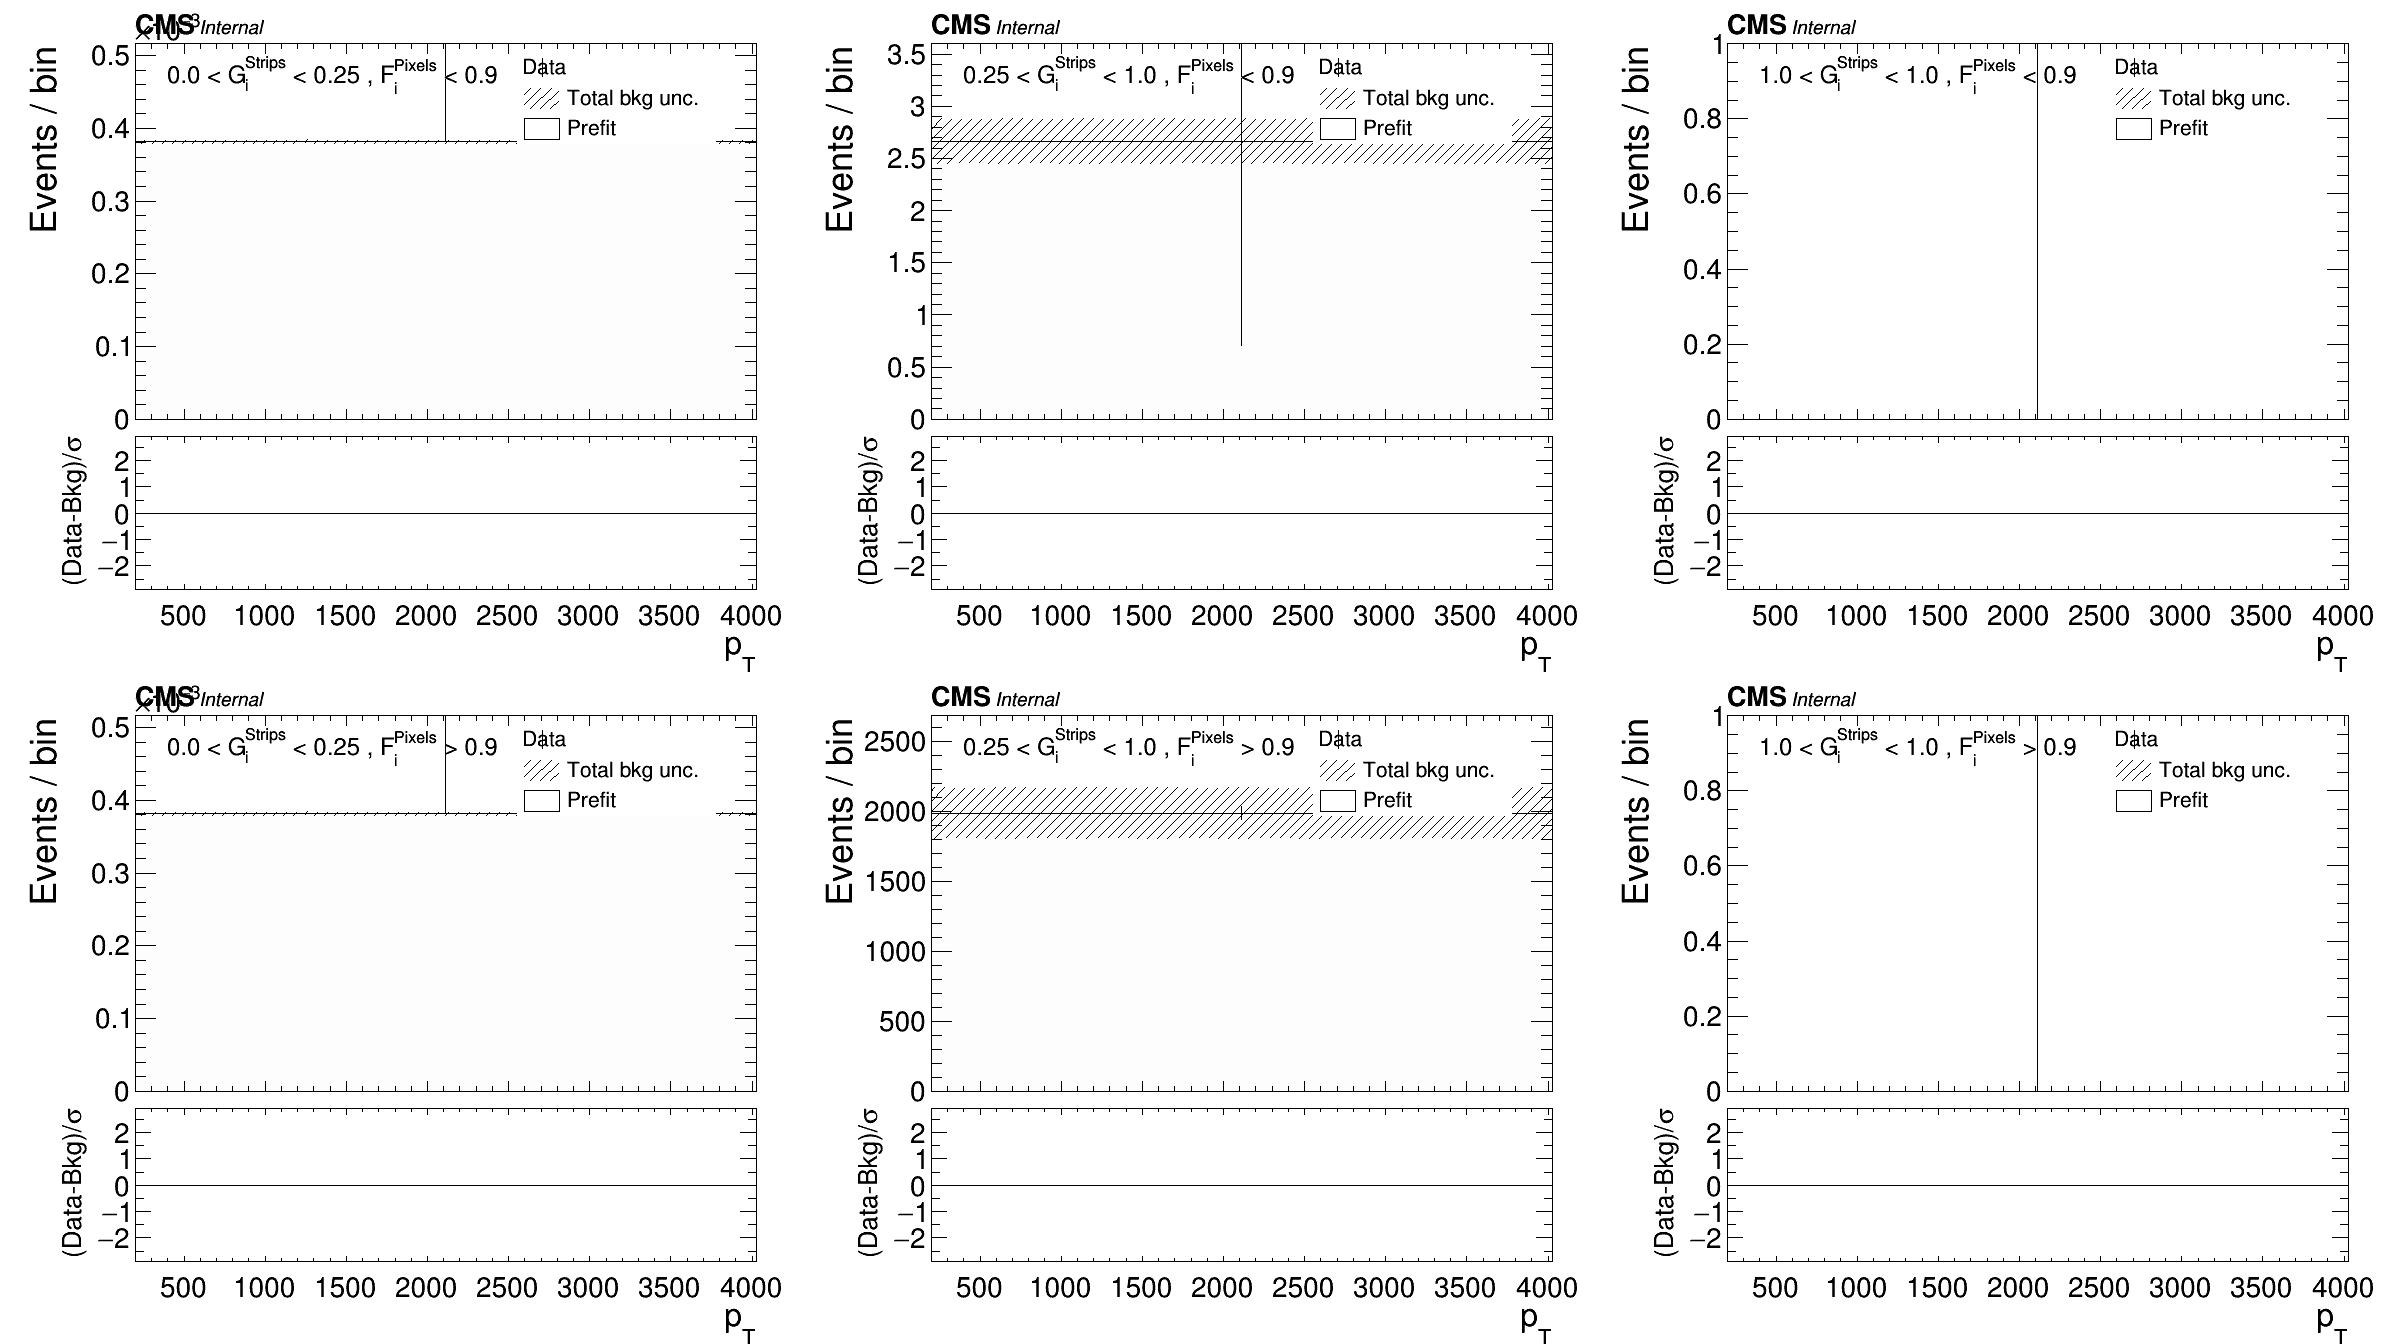 CMS Internal
×10⁻³
0.0 < G_i^Strips < 0.25 , F_i^Pixels < 0.9
Data
Total bkg unc.
Prefit
Events / bin
0.5
0.4
0.3
0.2
0.1
0
(Data-Bkg)/σ
2
1
0
−1
−2
500 1000 1500 2000 2500 3000 3500 4000
p_T
CMS Internal
0.25 < G_i^Strips < 1.0 , F_i^Pixels < 0.9
Data
Total bkg unc.
Prefit
Events / bin
3.5
3
2.5
2
1.5
1
0.5
0
(Data-Bkg)/σ
2
1
0
−1
−2
500 1000 1500 2000 2500 3000 3500 4000
p_T
CMS Internal
1.0 < G_i^Strips < 1.0 , F_i^Pixels < 0.9
Data
Total bkg unc.
Prefit
Events / bin
1
0.8
0.6
0.4
0.2
0
(Data-Bkg)/σ
2
1
0
−1
−2
500 1000 1500 2000 2500 3000 3500 4000
p_T
CMS Internal
×10⁻³
0.0 < G_i^Strips < 0.25 , F_i^Pixels > 0.9
Data
Total bkg unc.
Prefit
Events / bin
0.5
0.4
0.3
0.2
0.1
0
(Data-Bkg)/σ
2
1
0
−1
−2
500 1000 1500 2000 2500 3000 3500 4000
p_T
CMS Internal
0.25 < G_i^Strips < 1.0 , F_i^Pixels > 0.9
Data
Total bkg unc.
Prefit
Events / bin
2500
2000
1500
1000
500
0
(Data-Bkg)/σ
2
1
0
−1
−2
500 1000 1500 2000 2500 3000 3500 4000
p_T
CMS Internal
1.0 < G_i^Strips < 1.0 , F_i^Pixels > 0.9
Data
Total bkg unc.
Prefit
Events / bin
1
0.8
0.6
0.4
0.2
0
(Data-Bkg)/σ
2
1
0
−1
−2
500 1000 1500 2000 2500 3000 3500 4000
p_T